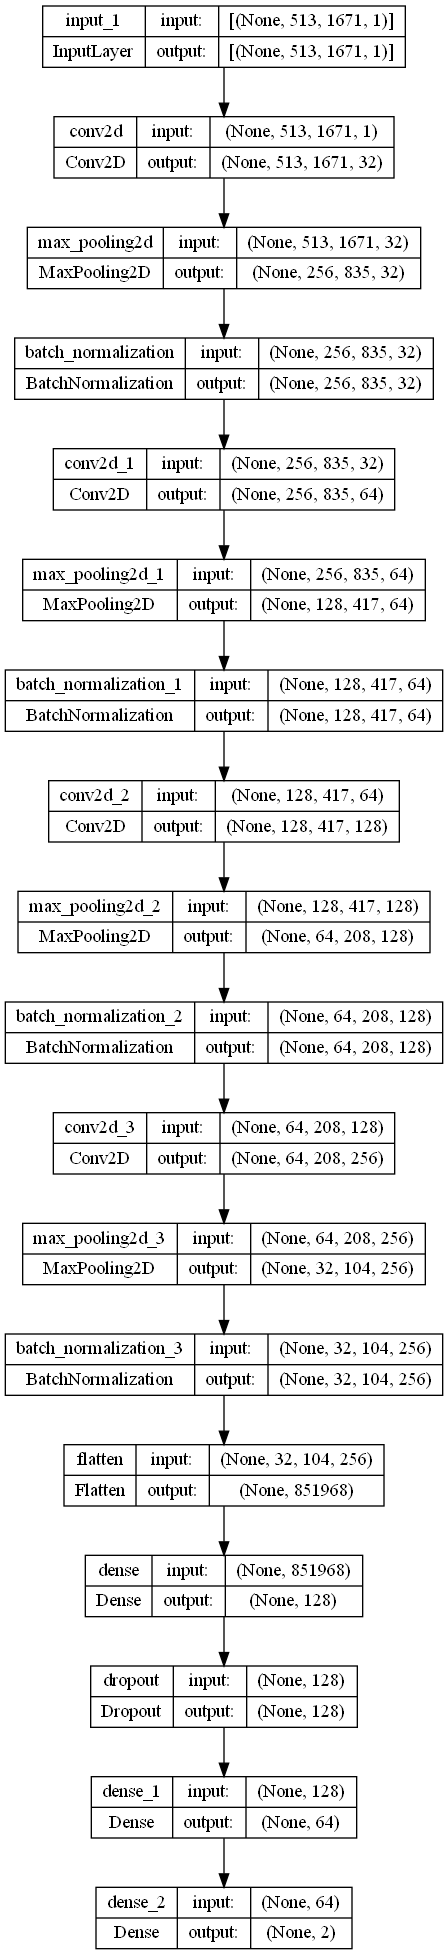 input_1 input: [(None, 513, 1671, 1)]
InputLayer output: [(None, 513, 1671, 1)]
conv2d input: (None, 513, 1671, 1)
Conv2D output: (None, 513, 1671, 32)
max_pooling2d input: (None, 513, 1671, 32)
MaxPooling2D output: (None, 256, 835, 32)
batch_normalization input: (None, 256, 835, 32)
BatchNormalization output: (None, 256, 835, 32)
conv2d_1 input: (None, 256, 835, 32)
Conv2D output: (None, 256, 835, 64)
max_pooling2d_1 input: (None, 256, 835, 64)
MaxPooling2D output: (None, 128, 417, 64)
batch_normalization_1 input: (None, 128, 417, 64)
BatchNormalization output: (None, 128, 417, 64)
conv2d_2 input: (None, 128, 417, 64)
Conv2D output: (None, 128, 417, 128)
max_pooling2d_2 input: (None, 128, 417, 128)
MaxPooling2D output: (None, 64, 208, 128)
batch_normalization_2 input: (None, 64, 208, 128)
BatchNormalization output: (None, 64, 208, 128)
conv2d_3 input: (None, 64, 208, 128)
Conv2D output: (None, 64, 208, 256)
max_pooling2d_3 input: (None, 64, 208, 256)
MaxPooling2D output: (None, 32, 104, 256)
batch_normalization_3 input: (None, 32, 104, 256)
BatchNormalization output: (None, 32, 104, 256)
flatten input: (None, 32, 104, 256)
Flatten output: (None, 851968)
dense input: (None, 851968)
Dense output: (None, 128)
dropout input: (None, 128)
Dropout output: (None, 128)
dense_1 input: (None, 128)
Dense output: (None, 64)
dense_2 input: (None, 64)
Dense output: (None, 2)